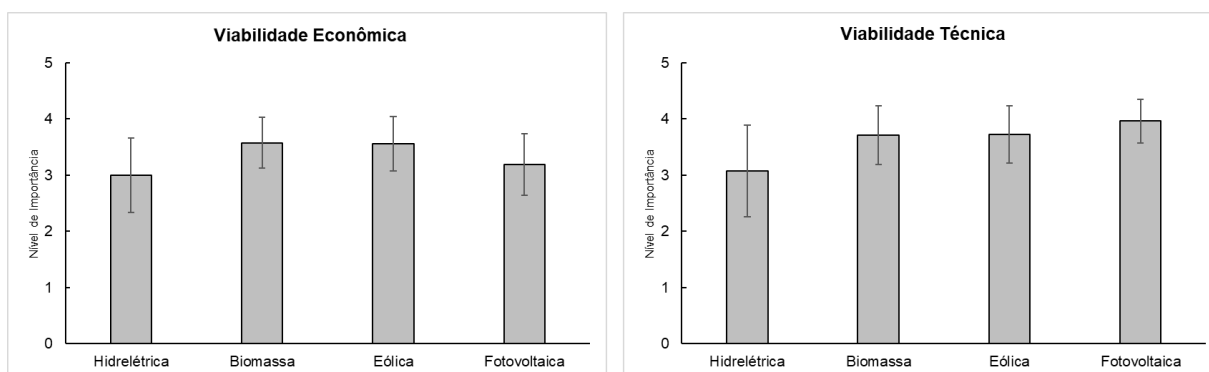 Viabilidade Econômica
5
4
3
2
1
0
Nível de Importância
Hidrelétrica Biomassa Eólica Fotovoltaica
Viabilidade Técnica
5
4
3
2
1
0
Nível de Importância
Hidrelétrica Biomassa Eólica Fotovoltaica